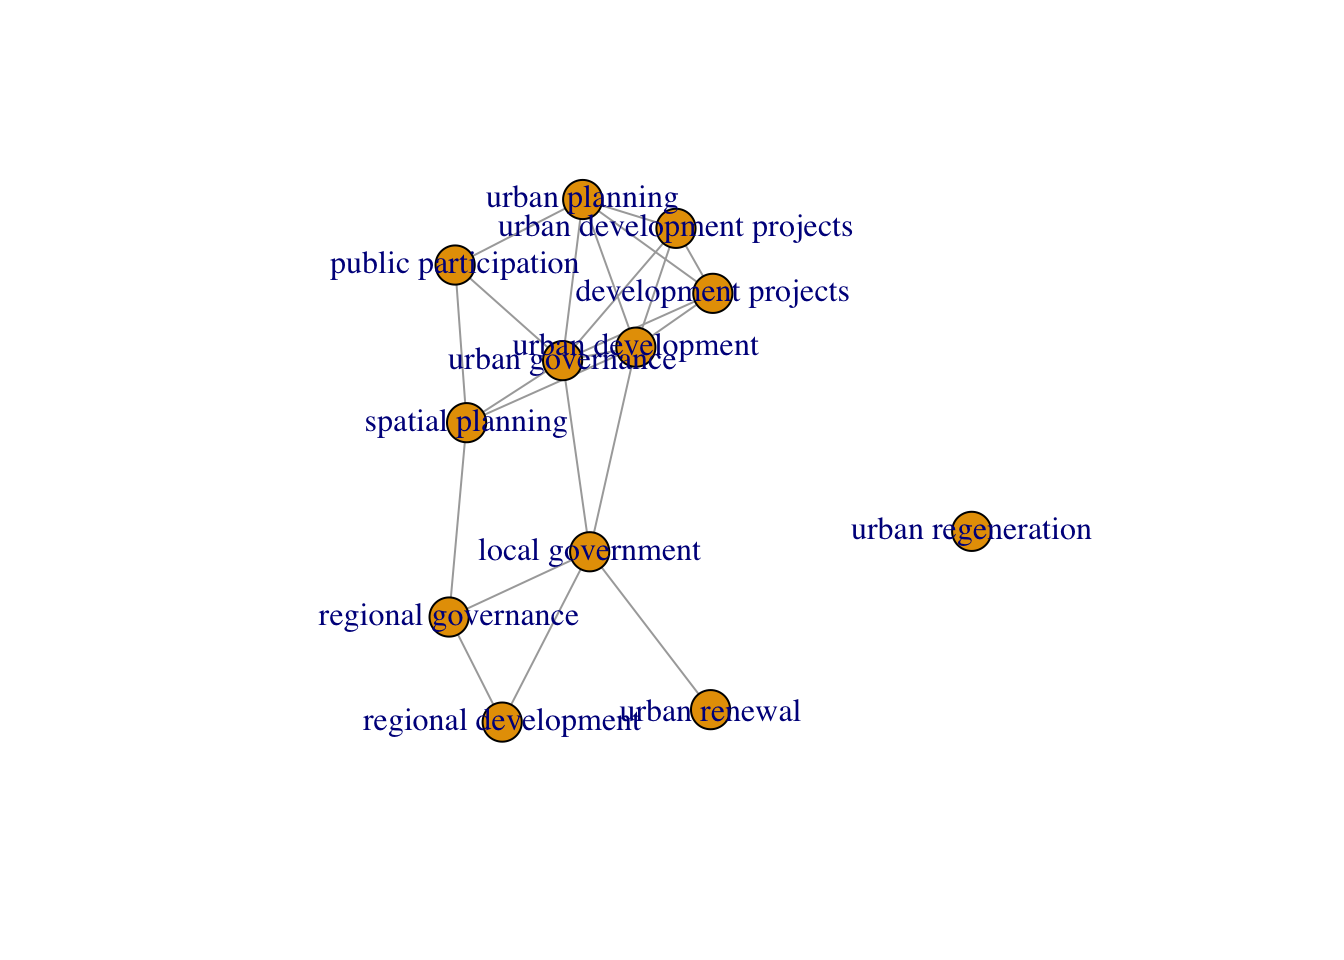 urban planning
urban development projects
public participation
development projects
urban development
urban governance
spatial planning
urban regeneration
local government
regional governance
urban renewal
regional development